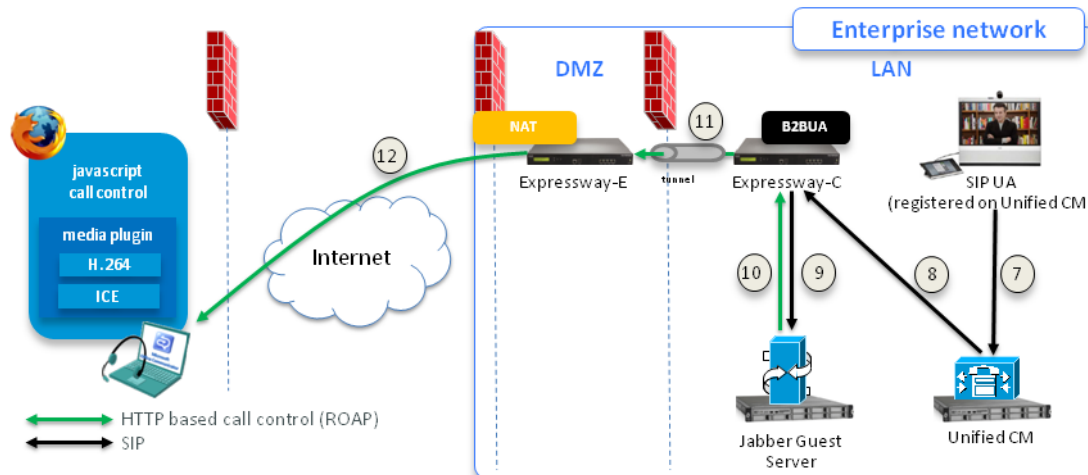 Enterprise network
DMZ
LAN
NAT
11
B2BUA
12
javascript
call control
Expressway-E
tunnel
Expressway-C
SIP UA
(registered on Unified CM
media plugin
H.264
Internet
ICE
10
9
8
7
HTTP based call control (ROAP)
SIP
Jabber Guest
Server
Unified CM